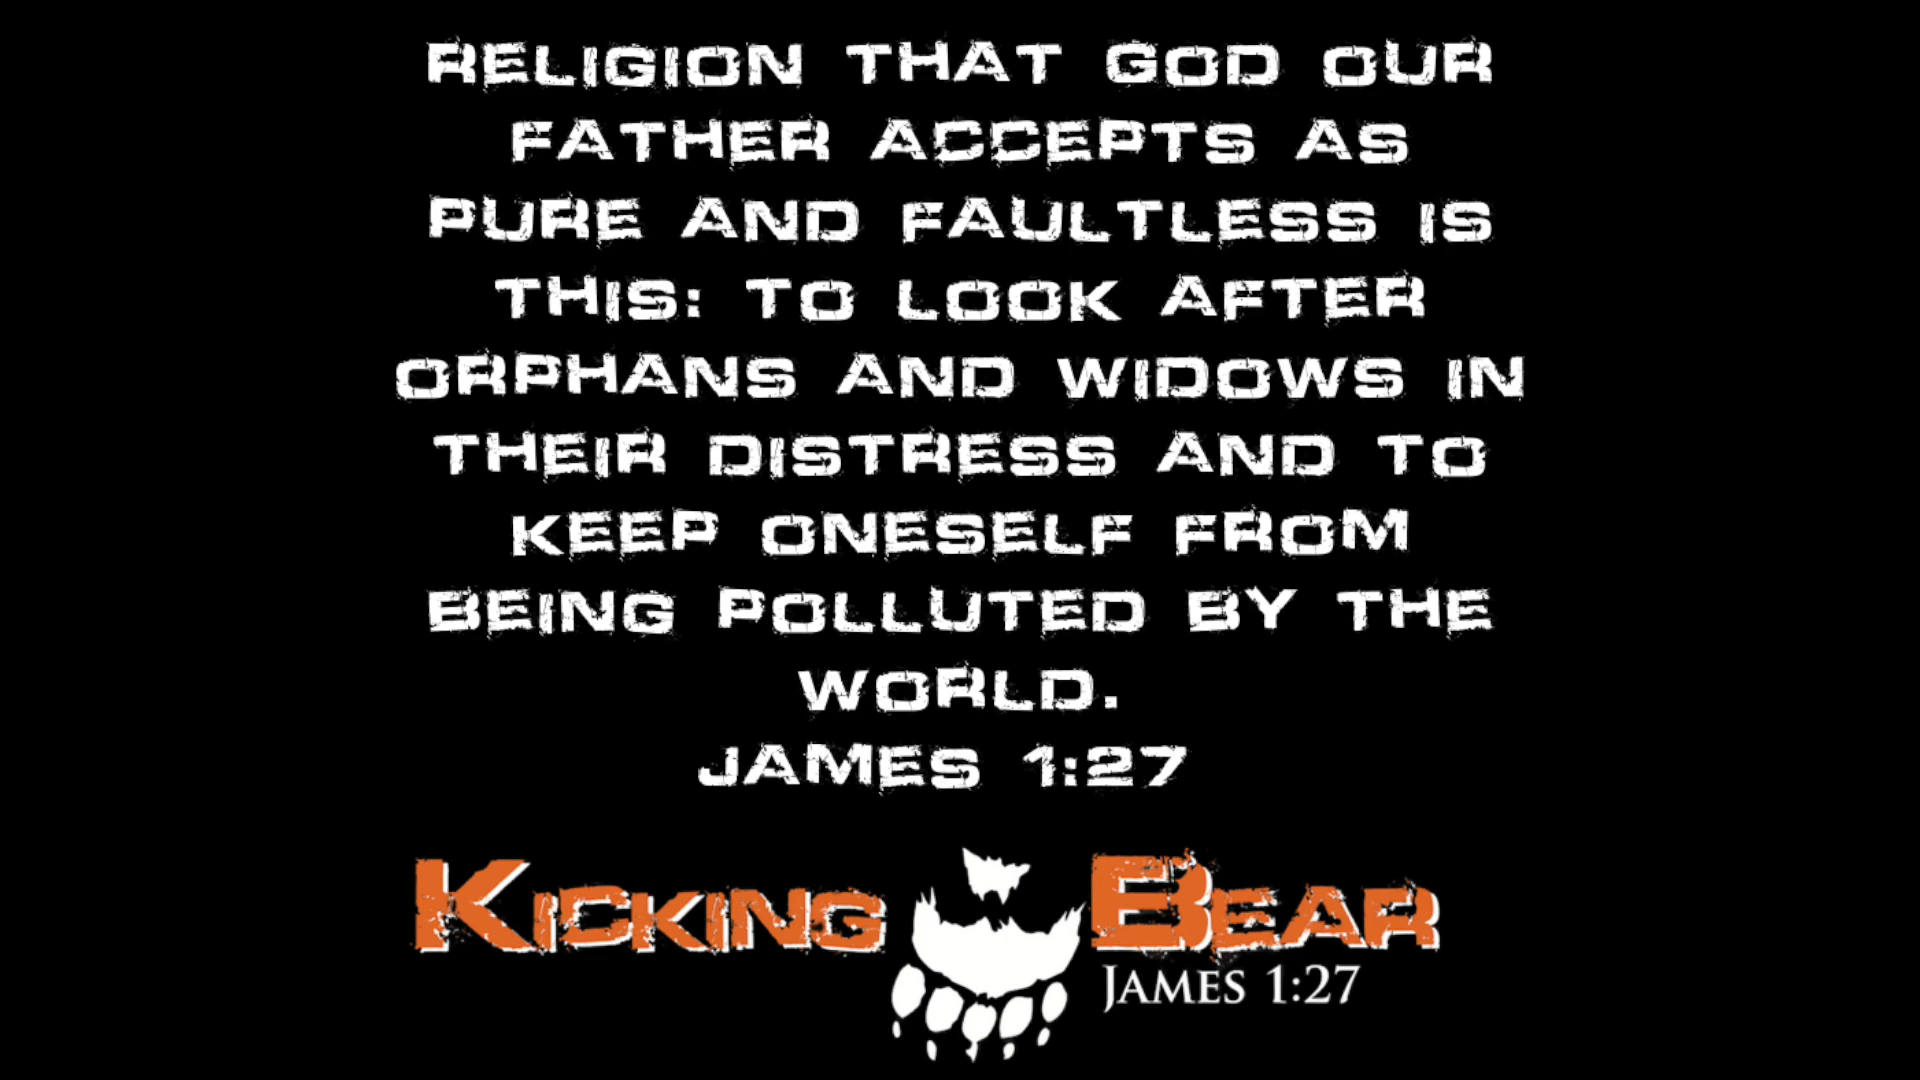 RELIGION THAT GOD OUR
FATHER ACCEPTS AS
PURE AND FAULTLESS IS
THIS: TO LOOK AFTER
ORPHANS AND WIDOWS IN
THEIR DISTRESS AND TO
KEEP ONESELF FROM
BEING POLLUTED BY THE
WORLD.
JAMES 1:27
KICKING BEAR
JAMES 1:27